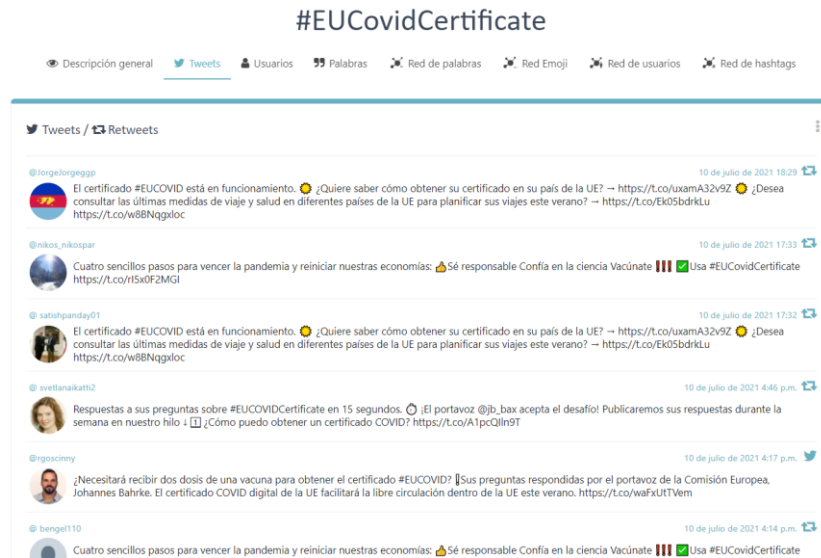 #EUCovidCertificate
Descripción general Tweets Usuarios Palabras Red de palabras Red Emoji Red de usuarios Red de hashtags
Tweets / Retweets
@JorgeJorgeggp 10 de julio de 2021 18:29
El certificado #EUCOVID está en funcionamiento. ¿Quiere saber cómo obtener su certificado en su país de la UE? → https://t.co/uxamA32v9Z ¿Desea
consultar las últimas medidas de viaje y salud en diferentes países de la UE para planificar sus viajes este verano? → https://t.co/Ek05bdrkLu
https://t.co/w8BNqgxloc
@nikos_nikospar 10 de julio de 2021 17:33
Cuatro sencillos pasos para vencer la pandemia y reiniciar nuestras economías: 👍Sé responsable Confía en la ciencia Vacúnate ✅Usa #EUCovidCertificate
https://t.co/rI5x0F2MGI
@ satishpanday01 10 de julio de 2021 17:32
El certificado #EUCOVID está en funcionamiento. ¿Quiere saber cómo obtener su certificado en su país de la UE? → https://t.co/uxamA32v9Z ¿Desea
consultar las últimas medidas de viaje y salud en diferentes países de la UE para planificar sus viajes este verano? → https://t.co/Ek05bdrkLu
https://t.co/w8BNqgxloc
@ svetlanaikatti2 10 de julio de 2021 4:46 p.m.
Respuestas a sus preguntas sobre #EUCOVIDCertificate en 15 segundos. ⏱ ¡El portavoz @jb_bax acepta el desafío! Publicaremos sus respuestas durante la
semana en nuestro hilo ↓ 1 ¿Cómo puedo obtener un certificado COVID? https://t.co/A1pcQIln9T
@rgoscinny 10 de julio de 2021 4:17 p.m.
¿Necesitará recibir dos dosis de una vacuna para obtener el certificado #EUCOVID? Sus preguntas respondidas por el portavoz de la Comisión Europea,
Johannes Bahrke. El certificado COVID digital de la UE facilitará la libre circulación dentro de la UE este verano. https://t.co/waFxUtTVem
@ bengel110 10 de julio de 2021 4:14 p.m.
Cuatro sencillos pasos para vencer la pandemia y reiniciar nuestras economías: 👍Sé responsable Confía en la ciencia Vacúnate ✅Usa #EUCovidCertificate